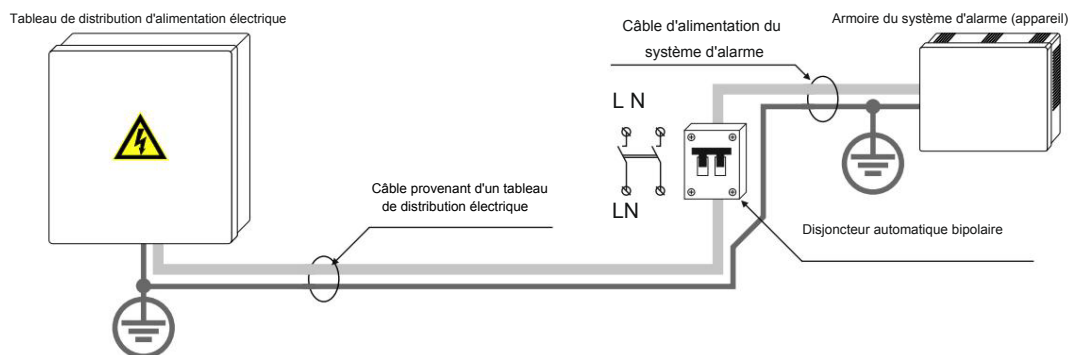 Tableau de distribution d'alimentation électrique
Armoire du système d'alarme (appareil)
Câble d'alimentation du
système d'alarme
L N
LN
Câble provenant d'un tableau
de distribution électrique
Disjoncteur automatique bipolaire